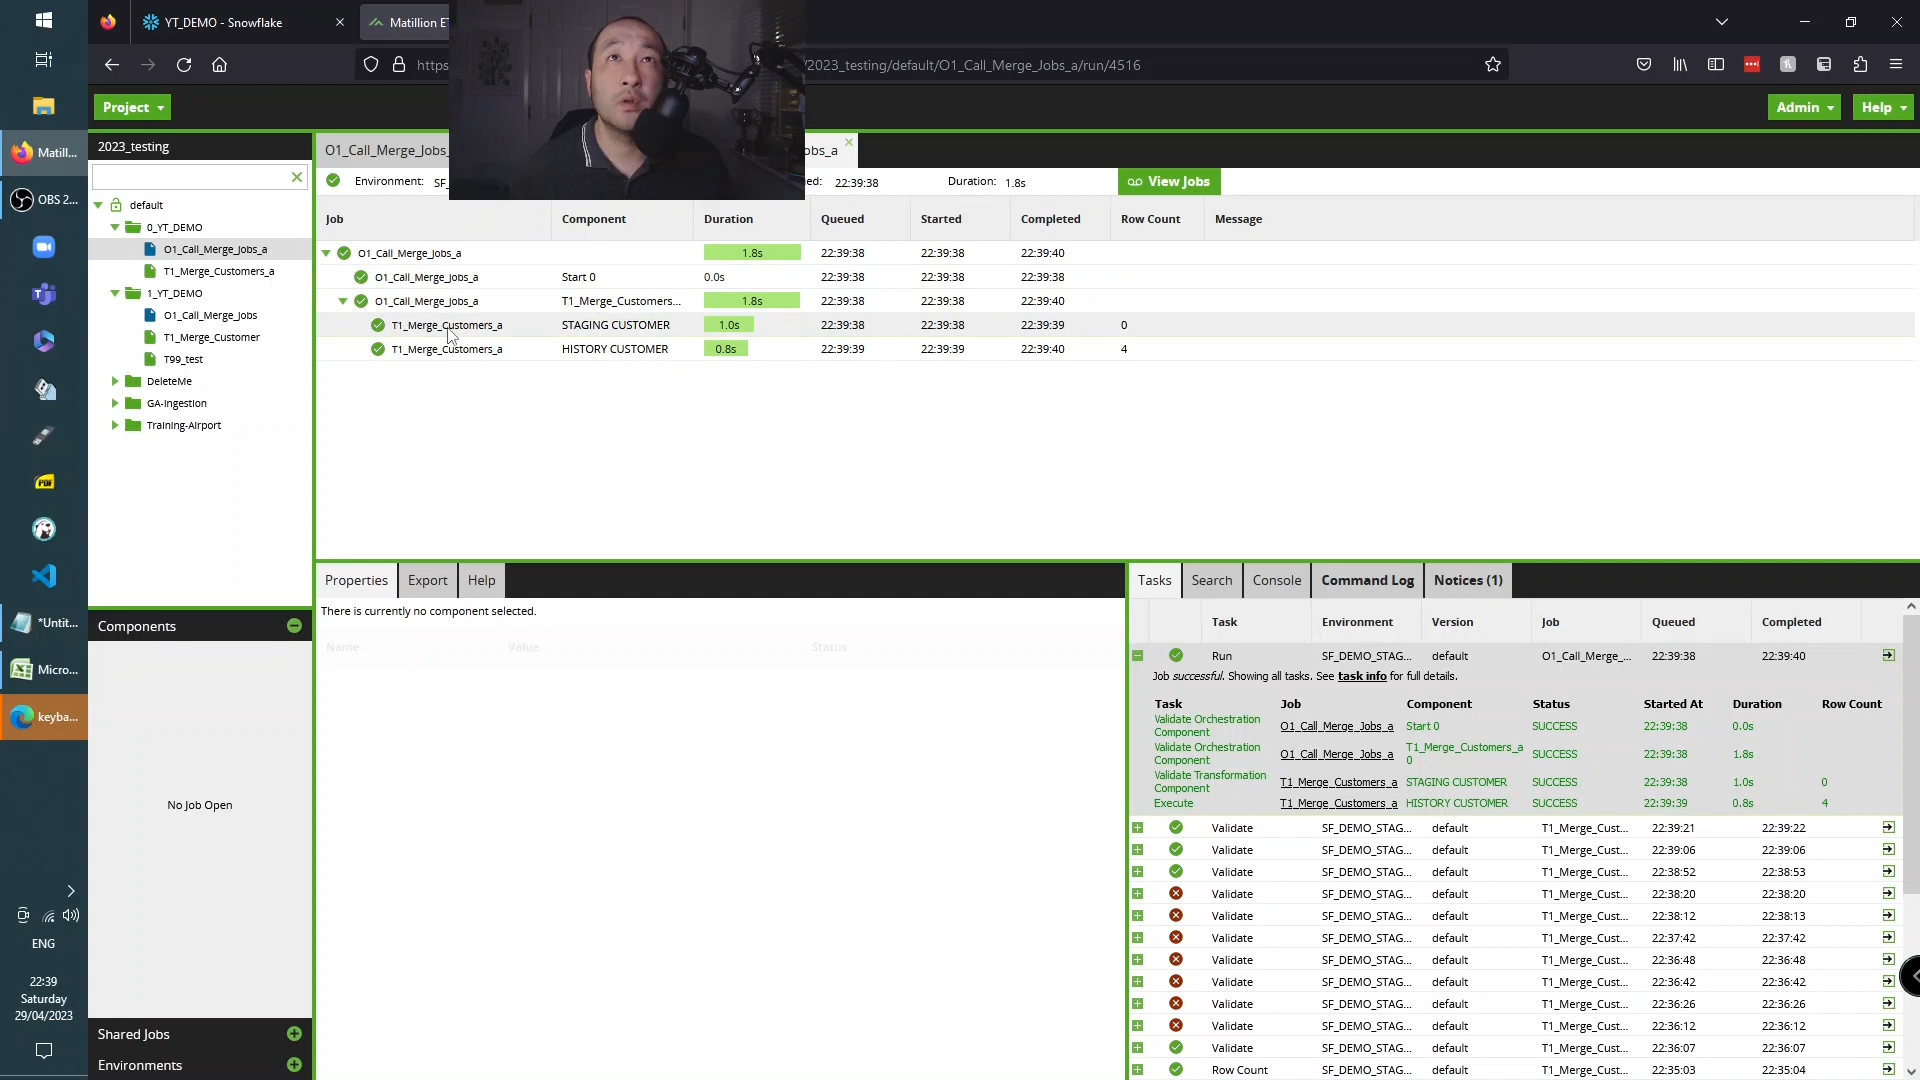 YT_DEMO - Snowflake
Matillion ET
https
/2023_testing/default/O1_Call_Merge_Jobs_a/run/4516
Project
Admin
Help
2023_testing
default
0_YT_DEMO
O1_Call_Merge_Jobs_a
T1_Merge_Customers_a
1_YT_DEMO
O1_Call_Merge_Jobs
T1_Merge_Customer
T99_test
DeleteMe
GA-Ingestion
Training-Airport
Components
No Job Open
Shared Jobs
Environments
Matill...
OBS 2...
PDF
*Untit...
Micro...
keyba...
ENG
22:39
Saturday
29/04/2023
O1_Call_Merge_Jobs_
obs_a
Environment: SF_
ed: 22:39:38 Duration: 1.8s View Jobs
Job Component Duration Queued Started Completed Row Count Message
O1_Call_Merge_Jobs_a 1.8s 22:39:38 22:39:38 22:39:40
O1_Call_Merge_Jobs_a Start 0 0.0s 22:39:38 22:39:38 22:39:38
O1_Call_Merge_Jobs_a T1_Merge_Customers... 1.8s 22:39:38 22:39:38 22:39:40
T1_Merge_Customers_a STAGING CUSTOMER 1.0s 22:39:38 22:39:38 22:39:39 0
T1_Merge_Customers_a HISTORY CUSTOMER 0.8s 22:39:39 22:39:39 22:39:40 4
Properties Export Help
There is currently no component selected.
Name Value Status
Tasks Search Console Command Log Notices (1)
Task Environment Version Job Queued Completed
Run SF_DEMO_STAG... default O1_Call_Merge_... 22:39:38 22:39:40
Job successful. Showing all tasks. See task info for full details.
Task Job Component Status Started At Duration Row Count
Validate Orchestration Component O1_Call_Merge_Jobs_a Start 0 SUCCESS 22:39:38 0.0s
Validate Orchestration Component O1_Call_Merge_Jobs_a T1_Merge_Customers_a 0 SUCCESS 22:39:38 1.8s
Validate Transformation Component T1_Merge_Customers_a STAGING CUSTOMER SUCCESS 22:39:38 1.0s 0
Execute T1_Merge_Customers_a HISTORY CUSTOMER SUCCESS 22:39:39 0.8s 4
Validate SF_DEMO_STAG... default T1_Merge_Cust... 22:39:21 22:39:22
Validate SF_DEMO_STAG... default T1_Merge_Cust... 22:39:06 22:39:06
Validate SF_DEMO_STAG... default T1_Merge_Cust... 22:38:52 22:38:53
Validate SF_DEMO_STAG... default T1_Merge_Cust... 22:38:20 22:38:20
Validate SF_DEMO_STAG... default T1_Merge_Cust... 22:38:12 22:38:13
Validate SF_DEMO_STAG... default T1_Merge_Cust... 22:37:42 22:37:42
Validate SF_DEMO_STAG... default T1_Merge_Cust... 22:36:48 22:36:48
Validate SF_DEMO_STAG... default T1_Merge_Cust... 22:36:42 22:36:42
Validate SF_DEMO_STAG... default T1_Merge_Cust... 22:36:26 22:36:26
Validate SF_DEMO_STAG... default T1_Merge_Cust... 22:36:12 22:36:12
Validate SF_DEMO_STAG... default T1_Merge_Cust... 22:36:07 22:36:07
Row Count SF_DEMO_STAG... default T1_Merge_Cust... 22:35:03 22:35:04